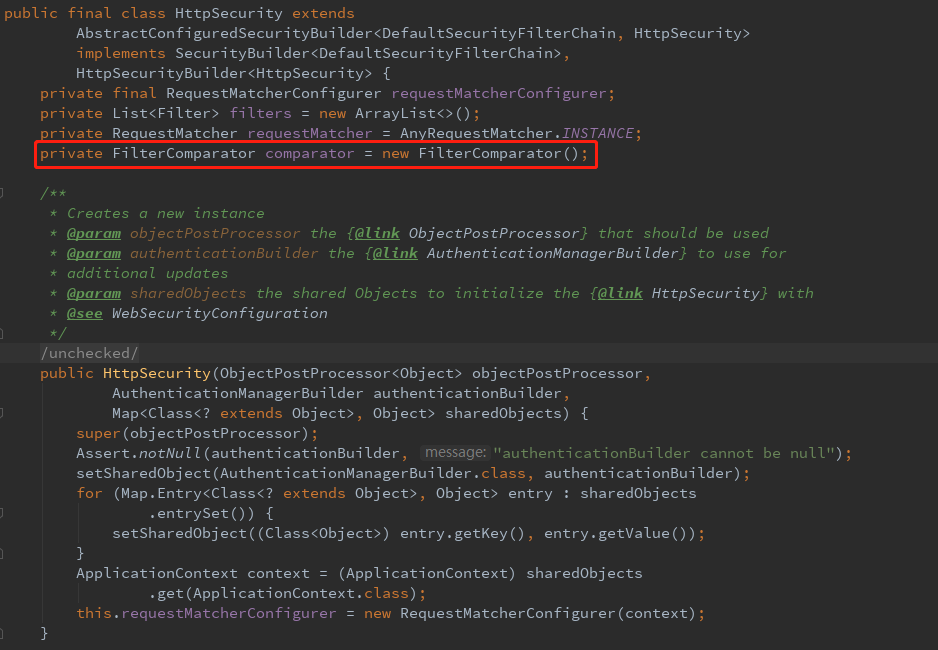 public final class HttpSecurity extends
AbstractConfiguredSecurityBuilder<DefaultSecurityFilterChain, HttpSecurity>
implements SecurityBuilder<DefaultSecurityFilterChain>,
HttpSecurityBuilder<HttpSecurity> {
private final RequestMatcherConfigurer requestMatcherConfigurer;
private List<Filter> filters = new ArrayList<>();
private RequestMatcher requestMatcher = AnyRequestMatcher.INSTANCE;
private FilterComparator comparator = new FilterComparator();
/**
* Creates a new instance
* @param objectPostProcessor the {@link ObjectPostProcessor} that should be used
* @param authenticationBuilder the {@link AuthenticationManagerBuilder} to use for
* additional updates
* @param sharedObjects the shared Objects to initialize the {@link HttpSecurity} with
* @see WebSecurityConfiguration
*/
/unchecked/
public HttpSecurity(ObjectPostProcessor<Object> objectPostProcessor,
AuthenticationManagerBuilder authenticationBuilder,
Map<Class<? extends Object>, Object> sharedObjects) {
super(objectPostProcessor);
Assert.notNull(authenticationBuilder, message: "authenticationBuilder cannot be null");
setSharedObject(AuthenticationManagerBuilder.class, authenticationBuilder);
for (Map.Entry<Class<? extends Object>, Object> entry : sharedObjects
.entrySet()) {
setSharedObject((Class<Object>) entry.getKey(), entry.getValue());
}
ApplicationContext context = (ApplicationContext) sharedObjects
.get(ApplicationContext.class);
this.requestMatcherConfigurer = new RequestMatcherConfigurer(context);
}